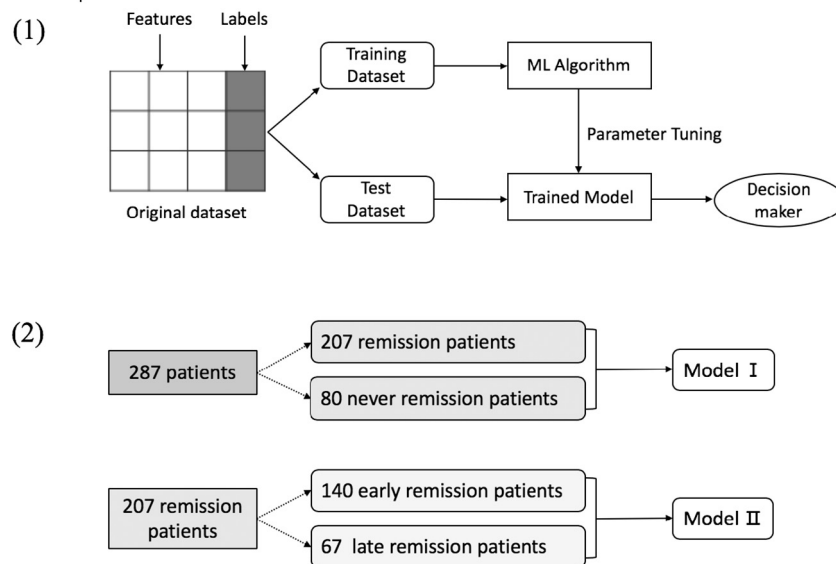 (1)
Features
Labels
Training
Dataset
ML Algorithm
Parameter Tuning
Test
Dataset
Trained Model
Decision
maker
Original dataset
(2)
287 patients
207 remission patients
80 never remission patients
Model Ⅰ
207 remission
patients
140 early remission patients
67 late remission patients
Model Ⅱ